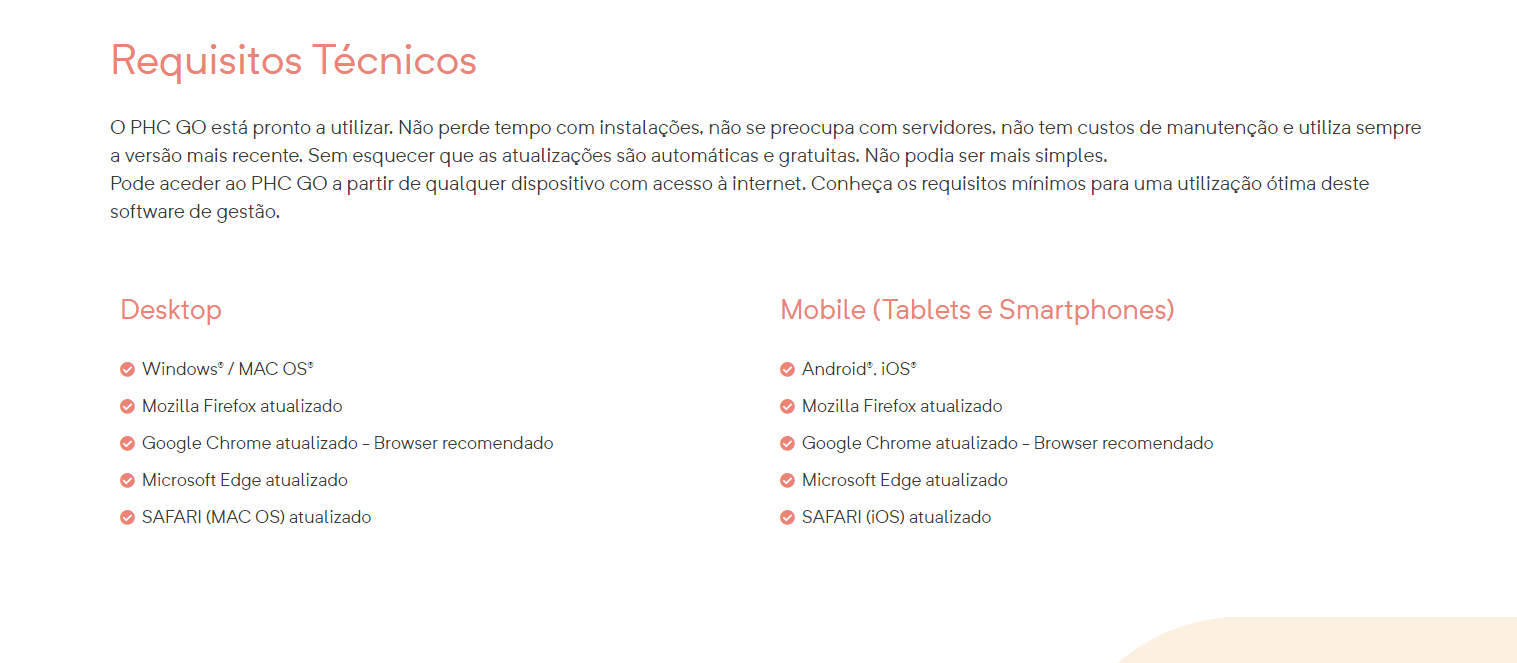 Requisitos Técnicos
O PHC GO está pronto a utilizar. Não perde tempo com instalações, não se preocupa com servidores, não tem custos de manutenção e utiliza sempre
a versão mais recente. Sem esquecer que as atualizações são automáticas e gratuitas. Não podia ser mais simples.
Pode aceder ao PHC GO a partir de qualquer dispositivo com acesso à internet. Conheça os requisitos mínimos para uma utilização ótima deste
software de gestão.
Desktop
Windows® / MAC OS®
Mozilla Firefox atualizado
Google Chrome atualizado – Browser recomendado
Microsoft Edge atualizado
SAFARI (MAC OS) atualizado
Mobile (Tablets e Smartphones)
Android®, iOS®
Mozilla Firefox atualizado
Google Chrome atualizado – Browser recomendado
Microsoft Edge atualizado
SAFARI (iOS) atualizado